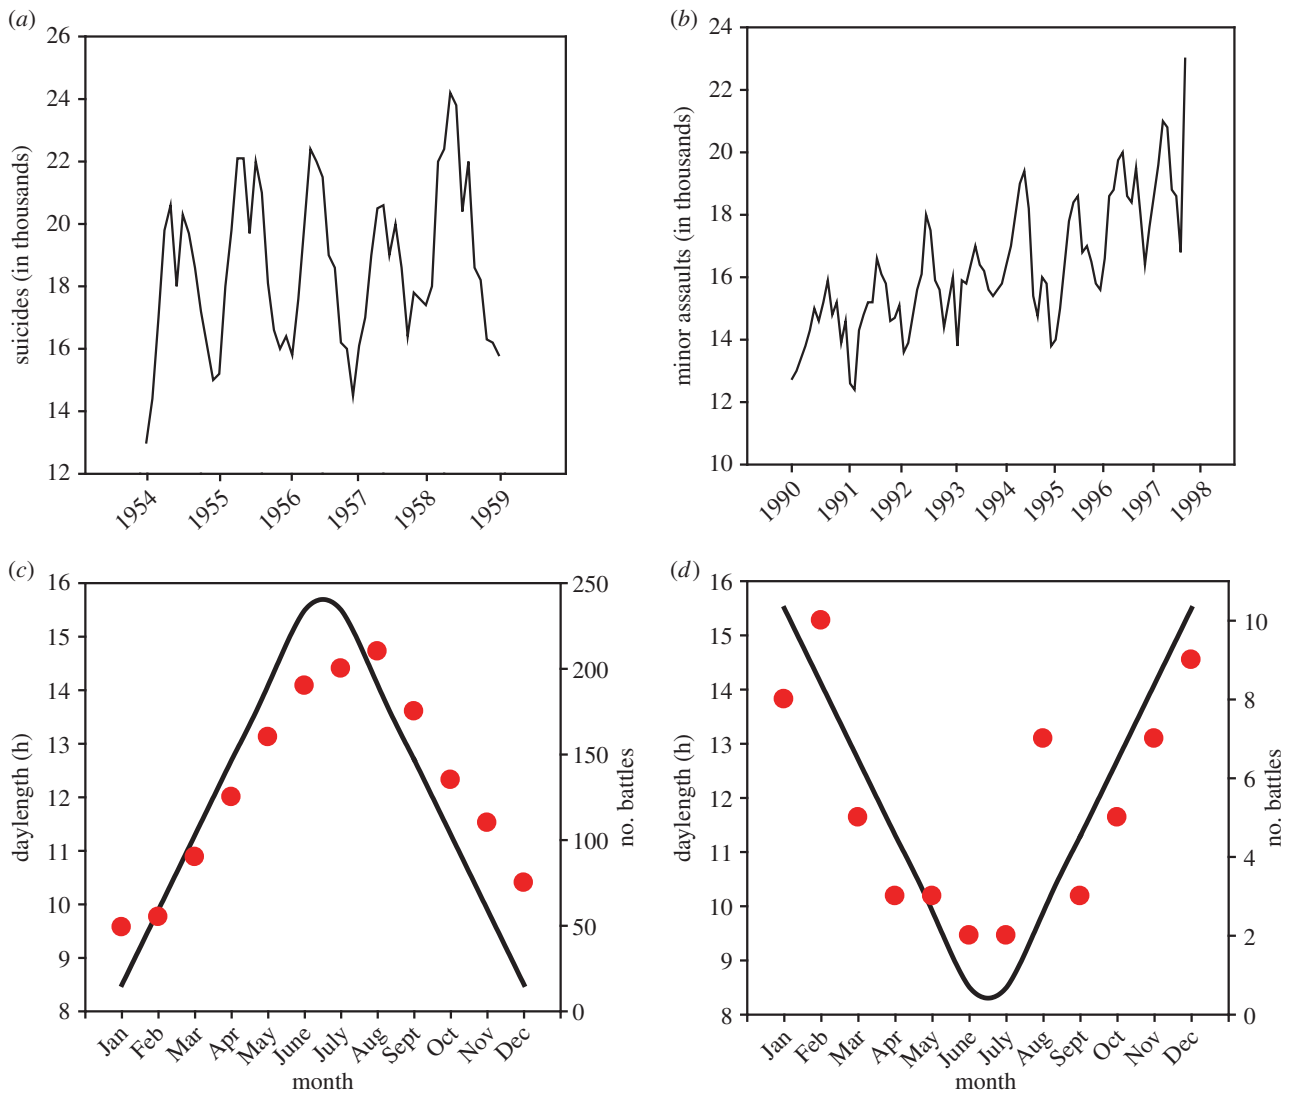 (a)
26
24
22
20
18
16
14
12
suicides (in thousands)
1954
1955
1956
1957
1958
1959
(b)
24
22
20
18
16
14
12
10
minor assaults (in thousands)
1990
1991
1992
1993
1994
1995
1996
1997
1998
(c)
16
15
14
13
12
11
10
9
8
daylength (h)
250
200
150
100
50
0
no. battles
Jan
Feb
Mar
Apr
May
June
July
Aug
Sept
Oct
Nov
Dec
month
(d)
16
15
14
13
12
11
10
9
8
daylength (h)
10
8
6
4
2
0
no. battles
Jan
Feb
Mar
Apr
May
June
July
Aug
Sept
Oct
Nov
Dec
month